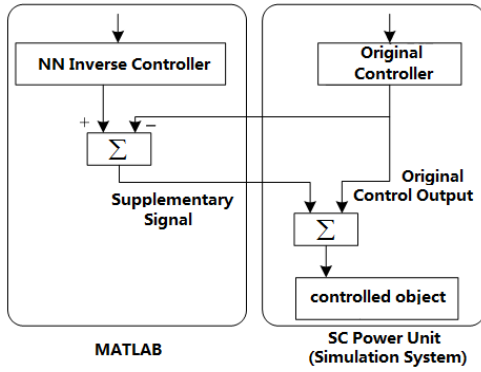 NN Inverse Controller
Original
Controller
+
−
Σ
Supplementary
Signal
Original
Control Output
Σ
controlled object
MATLAB
SC Power Unit
(Simulation System)